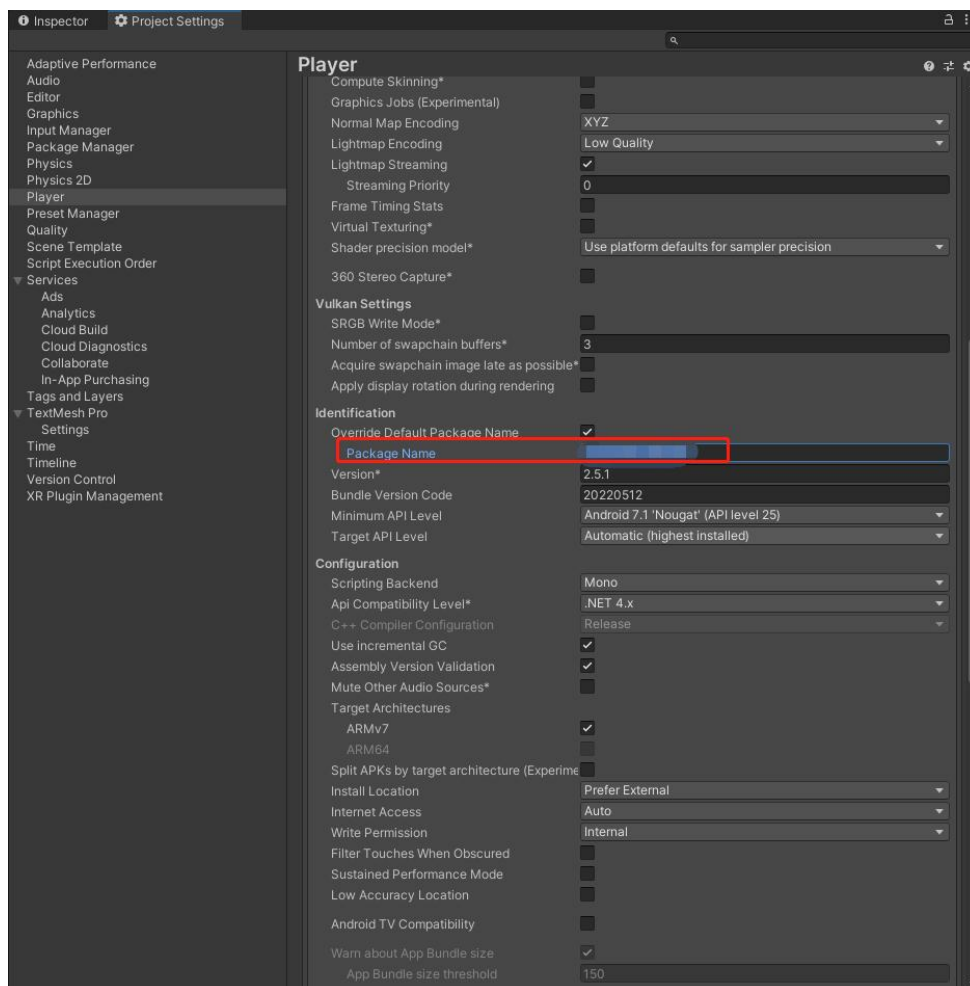 Inspector Project Settings
Adaptive Performance
Audio
Editor
Graphics
Input Manager
Package Manager
Physics
Physics 2D
Player
Preset Manager
Quality
Scene Template
Script Execution Order
Services
Ads
Analytics
Cloud Build
Cloud Diagnostics
Collaborate
In-App Purchasing
Tags and Layers
TextMesh Pro
Settings
Time
Timeline
Version Control
XR Plugin Management
Player
Compute Skinning*
Graphics Jobs (Experimental)
Normal Map Encoding XYZ
Lightmap Encoding Low Quality
Lightmap Streaming
Streaming Priority 0
Frame Timing Stats
Virtual Texturing*
Shader precision model* Use platform defaults for sampler precision
360 Stereo Capture*
Vulkan Settings
SRGB Write Mode*
Number of swapchain buffers* 3
Acquire swapchain image late as possible*
Apply display rotation during rendering
Identification
Override Default Package Name
Package Name
Version* 2.5.1
Bundle Version Code 20220512
Minimum API Level Android 7.1 'Nougat' (API level 25)
Target API Level Automatic (highest installed)
Configuration
Scripting Backend Mono
Api Compatibility Level* .NET 4.x
C++ Compiler Configuration Release
Use incremental GC
Assembly Version Validation
Mute Other Audio Sources*
Target Architectures
ARMv7
ARM64
Split APKs by target architecture (Experime
Install Location Prefer External
Internet Access Auto
Write Permission Internal
Filter Touches When Obscured
Sustained Performance Mode
Low Accuracy Location
Android TV Compatibility
Warn about App Bundle size
App Bundle size threshold 150